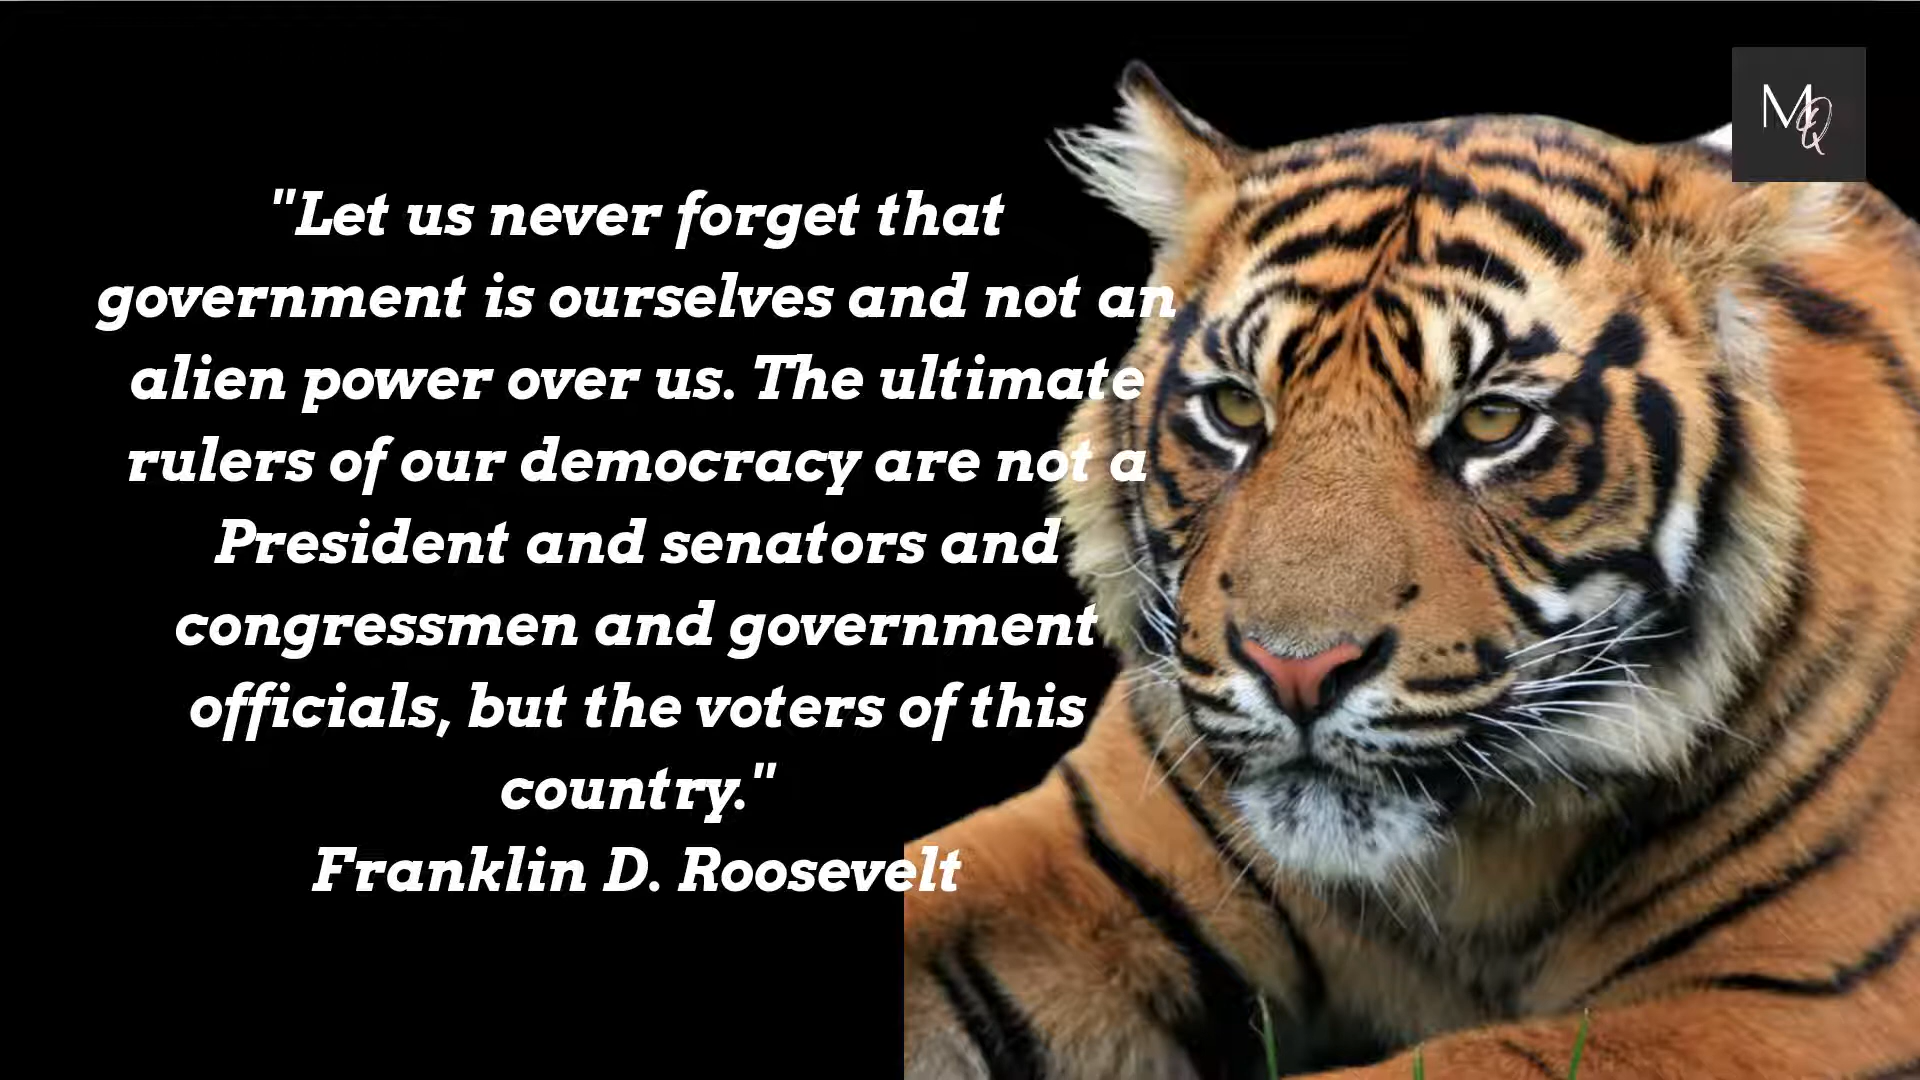 "Let us never forget that
government is ourselves and not an
alien power over us. The ultimate
rulers of our democracy are not a
President and senators and
congressmen and government
officials, but the voters of this
country."
Franklin D. Roosevelt
MQ